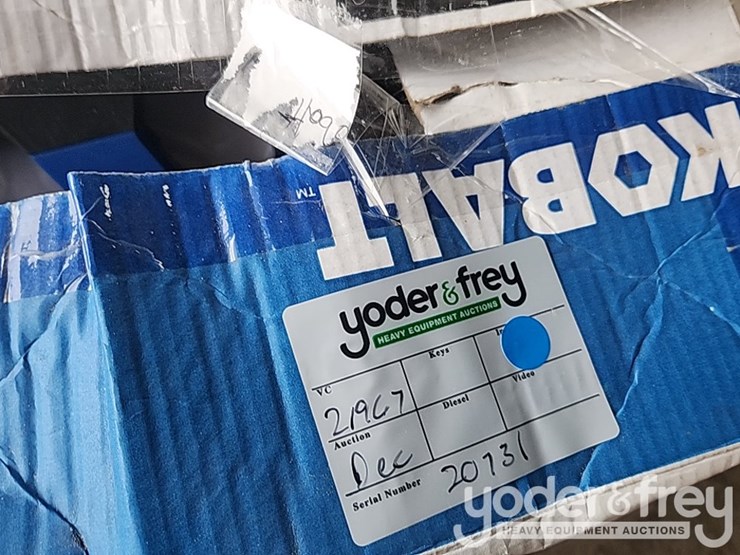 KOBALT
TM
yoder & frey
HEAVY EQUIPMENT AUCTIONS
VC
Keys
21967
Auction
Diesel
Video
Dec
Serial Number
20731
yoder & frey
HEAVY EQUIPMENT AUCTIONS